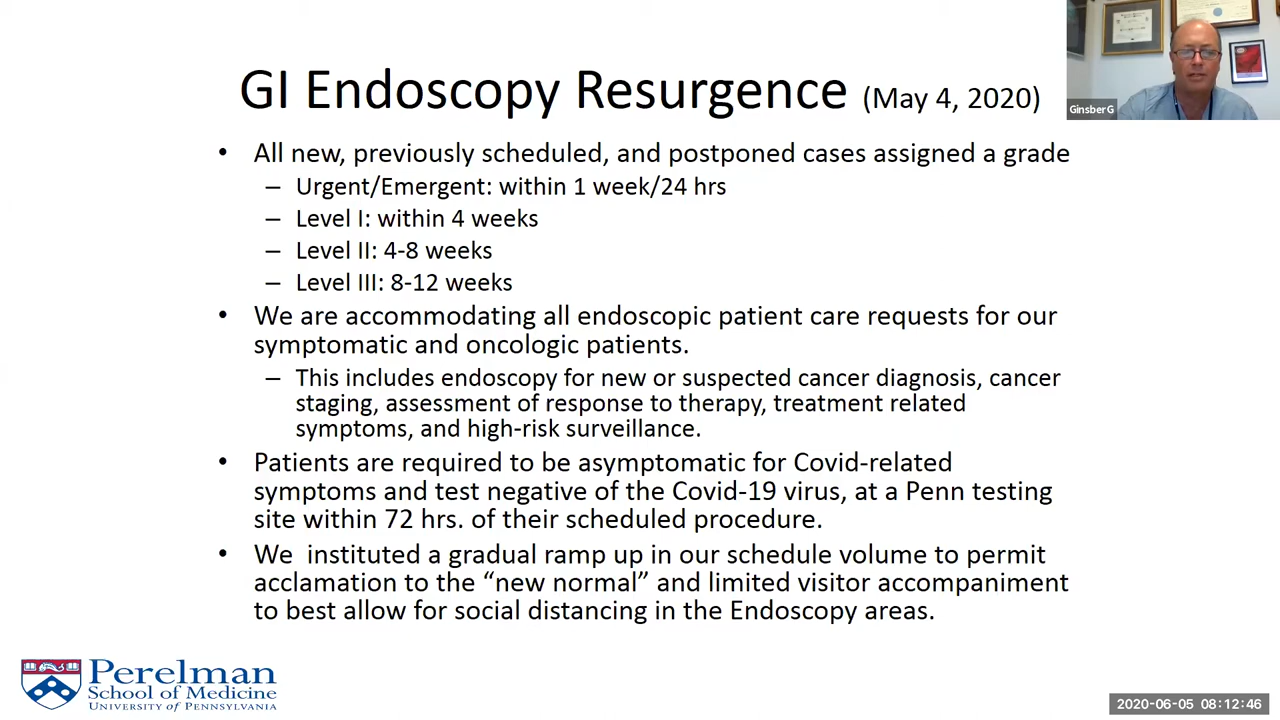 GI Endoscopy Resurgence (May 4, 2020)
GinsberG
• All new, previously scheduled, and postponed cases assigned a grade
– Urgent/Emergent: within 1 week/24 hrs
– Level I: within 4 weeks
– Level II: 4-8 weeks
– Level III: 8-12 weeks
• We are accommodating all endoscopic patient care requests for our
symptomatic and oncologic patients.
– This includes endoscopy for new or suspected cancer diagnosis, cancer
staging, assessment of response to therapy, treatment related
symptoms, and high-risk surveillance.
• Patients are required to be asymptomatic for Covid-related
symptoms and test negative of the Covid-19 virus, at a Penn testing
site within 72 hrs. of their scheduled procedure.
• We  instituted a gradual ramp up in our schedule volume to permit
acclamation to the “new normal” and limited visitor accompaniment
to best allow for social distancing in the Endoscopy areas.
Perelman
School of Medicine
University of Pennsylvania
2020-06-05 08:12:46